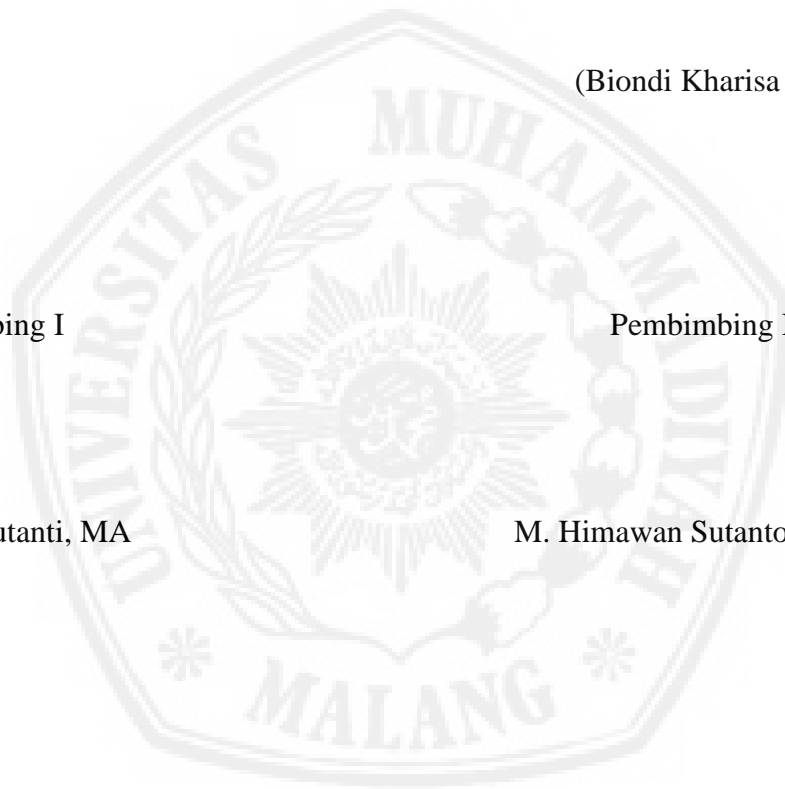 (Biondi Kharisa
bing I
Pembimbing
utanti, MA
M. Himawan Sutanto
UNIVERSITAS MUHAMMADIYAH
MALANG